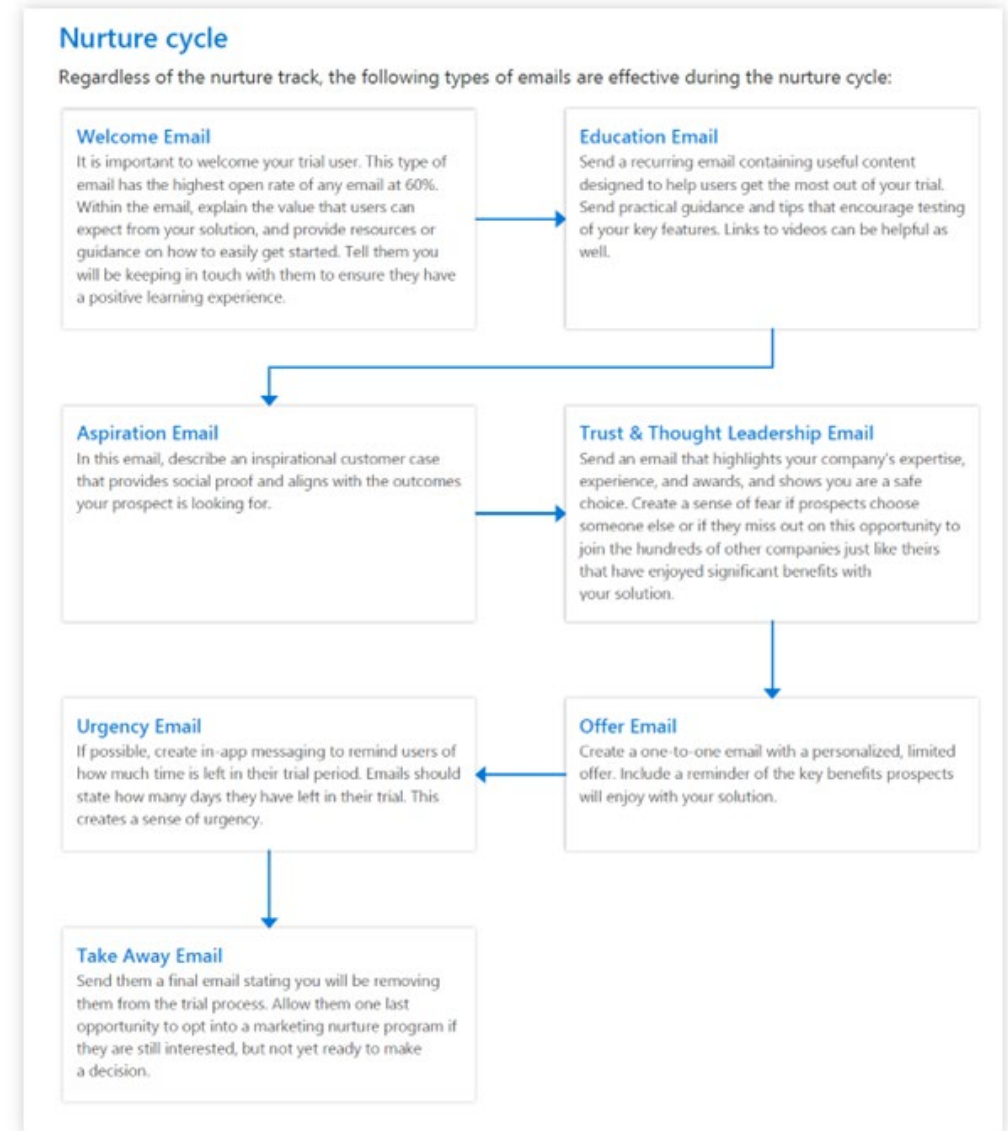 Nurture cycle
Regardless of the nurture track, the following types of emails are effective during the nurture cycle:
Welcome Email
It is important to welcome your trial user. This type of
email has the highest open rate of any email at 60%.
Within the email, explain the value that users can
expect from your solution, and provide resources or
guidance on how to easily get started. Tell them you
will be keeping in touch with them to ensure they have
a positive learning experience.
Education Email
Send a recurring email containing useful content
designed to help users get the most out of your trial.
Send practical guidance and tips that encourage testing
of your key features. Links to videos can be helpful as
well.
Aspiration Email
In this email, describe an inspirational customer case
that provides social proof and aligns with the outcomes
your prospect is looking for.
Trust & Thought Leadership Email
Send an email that highlights your company's expertise,
experience, and awards, and shows you are a safe
choice. Create a sense of fear if prospects choose
someone else or if they miss out on this opportunity to
join the hundreds of other companies just like theirs
that have enjoyed significant benefits with
your solution.
Offer Email
Create a one-to-one email with a personalized, limited
offer. Include a reminder of the key benefits prospects
will enjoy with your solution.
Urgency Email
If possible, create in-app messaging to remind users of
how much time is left in their trial period. Emails should
state how many days they have left in their trial. This
creates a sense of urgency.
Take Away Email
Send them a final email stating you will be removing
them from the trial process. Allow them one last
opportunity to opt into a marketing nurture program if
they are still interested, but not yet ready to make
a decision.